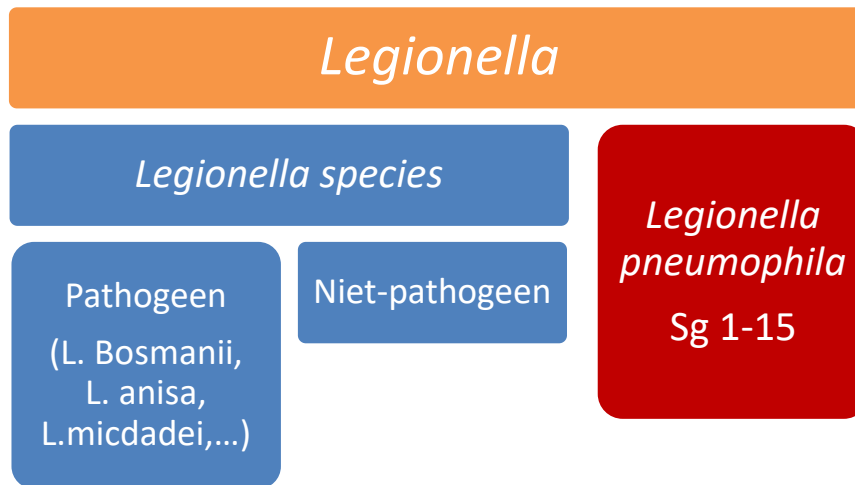 Legionella
Legionella species
Pathogeen
(L. Bosmanii,
L. anisa,
L.micdadei,...)
Niet-pathogeen
Legionella
pneumophila
Sg 1-15